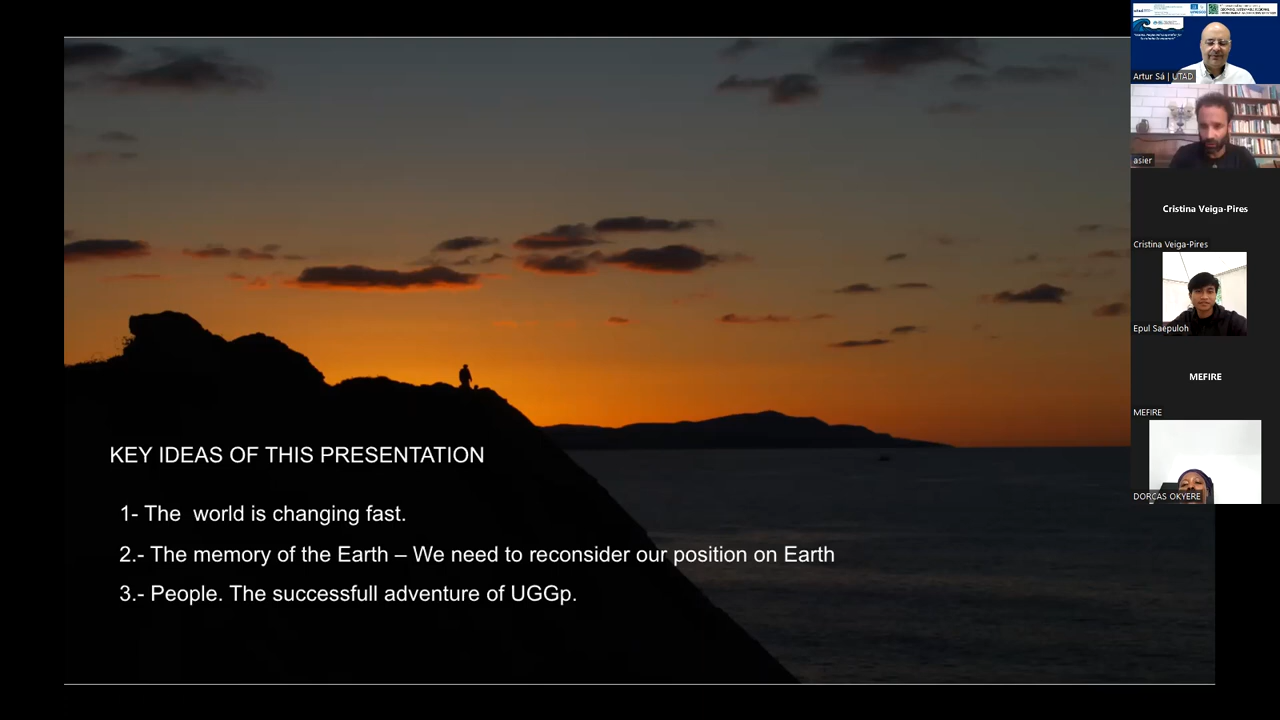 KEY IDEAS OF THIS PRESENTATION
1- The  world is changing fast.
2.- The memory of the Earth – We need to reconsider our position on Earth
3.- People. The successfull adventure of UGGp.
Artur Sá | UTAD
asier
Cristina Veiga-Pires
Cristina Veiga-Pires
Epul Saepuloh
MEFIRE
MEFIRE
DORCAS OKYERE